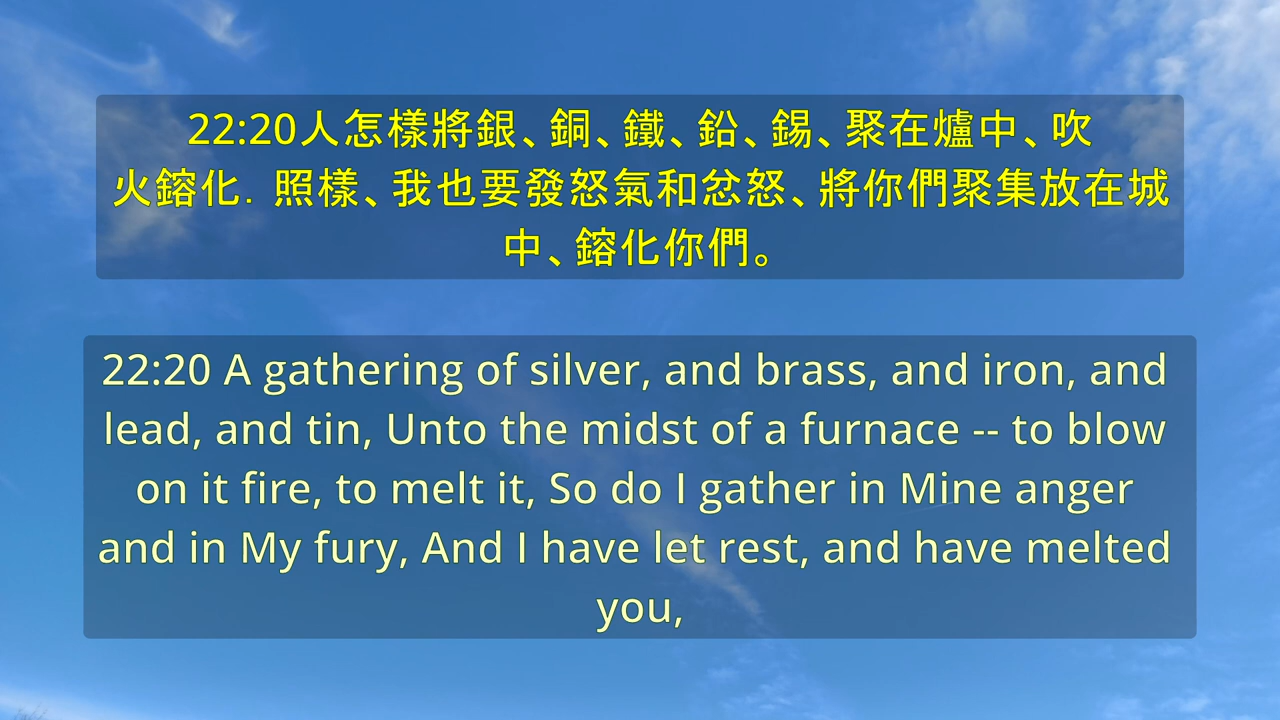 22:20人怎樣將銀、銅、鐵、鉛、錫、聚在爐中、吹
火鎔化．照樣、我也要發怒氣和忿怒、將你們聚集放在城
中、鎔化你們。
22:20 A gathering of silver, and brass, and iron, and
lead, and tin, Unto the midst of a furnace -- to blow
on it fire, to melt it, So do I gather in Mine anger
and in My fury, And I have let rest, and have melted
you,